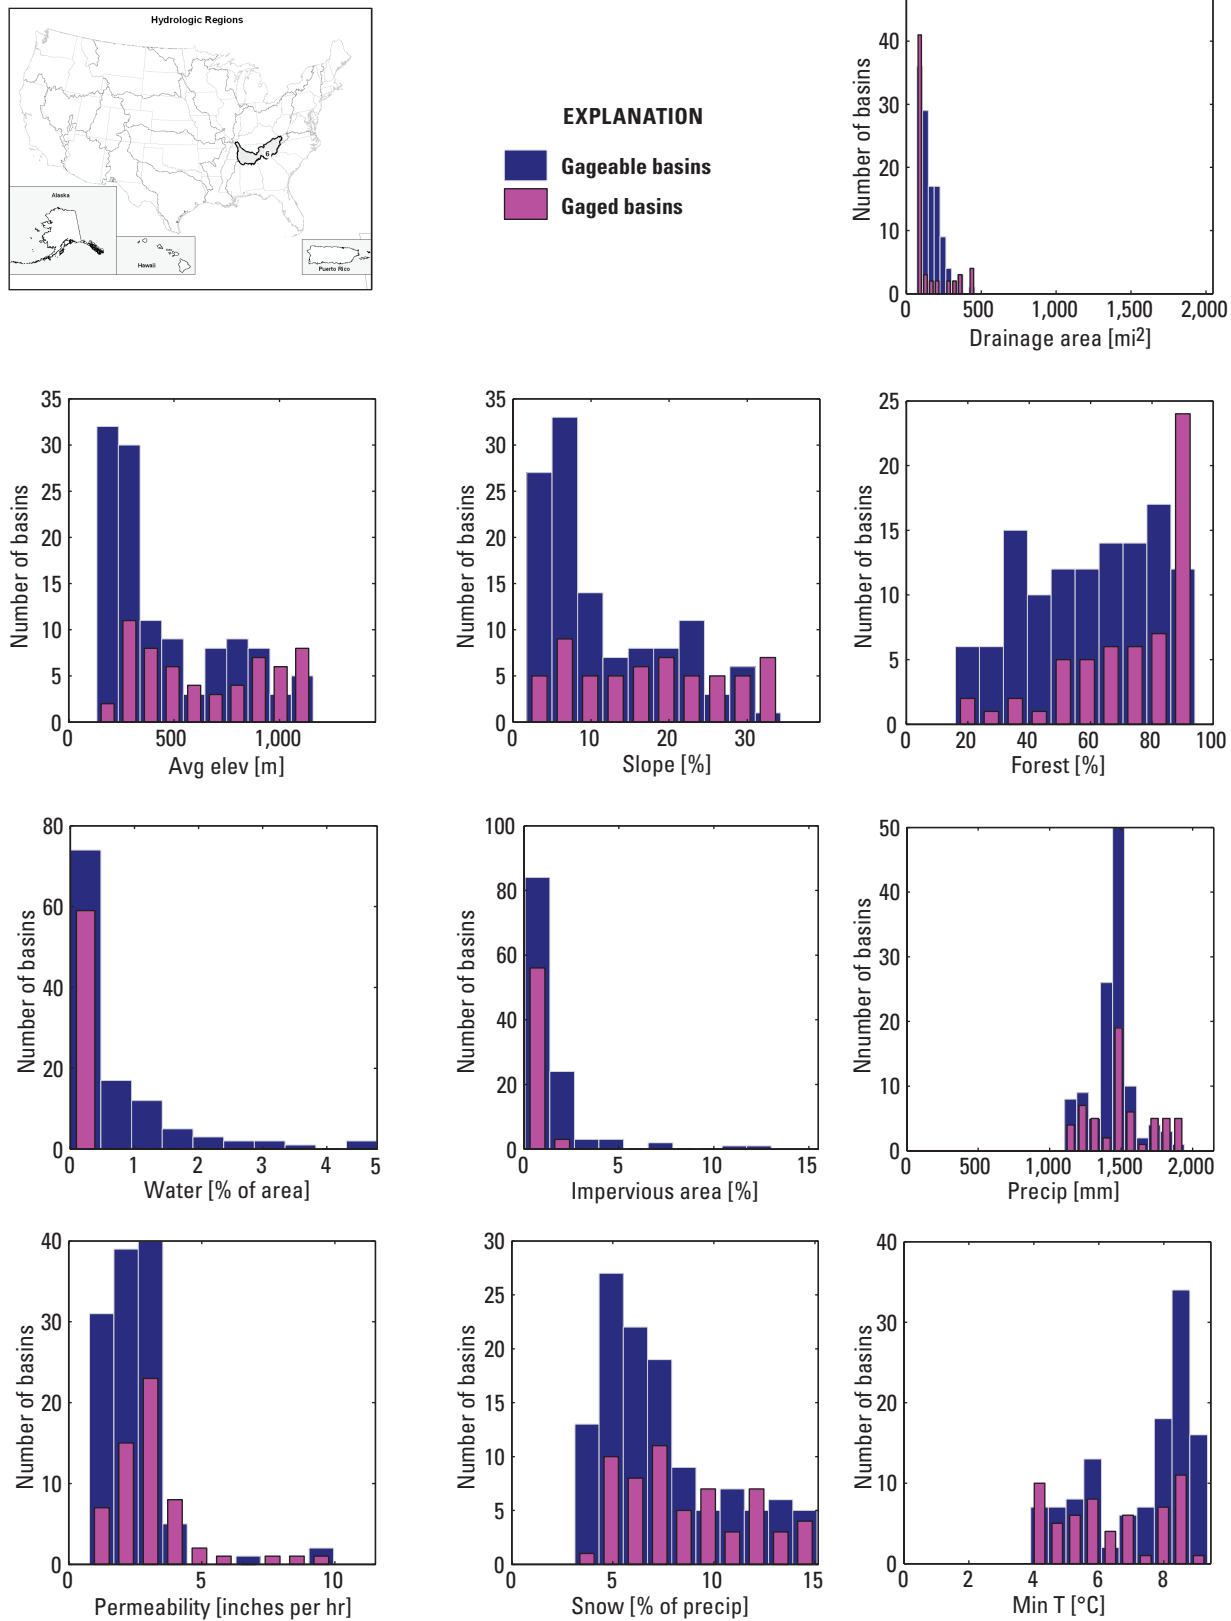 Hydrologic Regions
6
Alaska
Hawaii
Puerto Rico
EXPLANATION
Gageable basins
Gaged basins
Number of basins
40
30
20
10
0
0 500 1,000 1,500 2,000
Drainage area [mi2]
Number of basins
35
30
25
20
15
10
5
0
0 500 1,000
Avg elev [m]
Number of basins
35
30
25
20
15
10
5
0
0 10 20 30
Slope [%]
Number of basins
25
20
15
10
5
0
0 20 40 60 80 100
Forest [%]
Number of basins
80
60
40
20
0
0 1 2 3 4 5
Water [% of area]
Number of basins
100
80
60
40
20
0
0 5 10 15
Impervious area [%]
Nnumber of basins
50
40
30
20
10
0
0 500 1,000 1,500 2,000
Precip [mm]
Number of basins
40
30
20
10
0
0 5 10
Permeability [inches per hr]
Number of basins
30
25
20
15
10
5
0
0 5 10 15
Snow [% of precip]
Number of basins
40
30
20
10
0
0 2 4 6 8
Min T [°C]